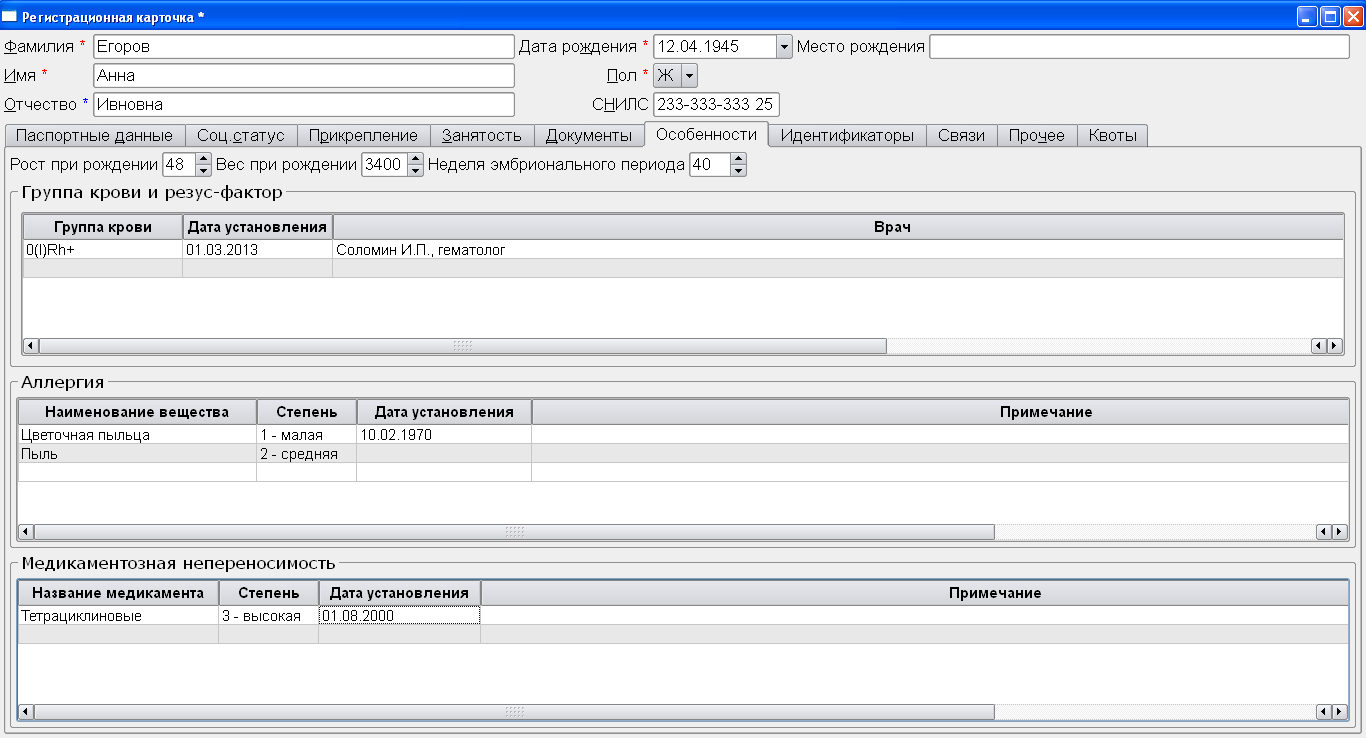 Регистрационная карточка *
Фамилия * Егоров Дата рождения * 12.04.1945 Место рождения
Имя * Анна Пол * Ж
Отчество * Ивновна СНИЛС 233-333-333 25
Паспортные данные Соц.статус Прикрепление Занятость Документы Особенности Идентификаторы Связи Прочее Квоты
Рост при рождении 48 Вес при рождении 3400 Неделя эмбрионального периода 40
Группа крови и резус-фактор
Группа крови Дата установления Врач
0(I)Rh+ 01.03.2013 Соломин И.П., гематолог
Аллергия
Наименование вещества Степень Дата установления Примечание
Цветочная пыльца 1 - малая 10.02.1970
Пыль 2 - средняя
Медикаментозная непереносимость
Название медикамента Степень Дата установления Примечание
Тетрациклиновые 3 - высокая 01.08.2000